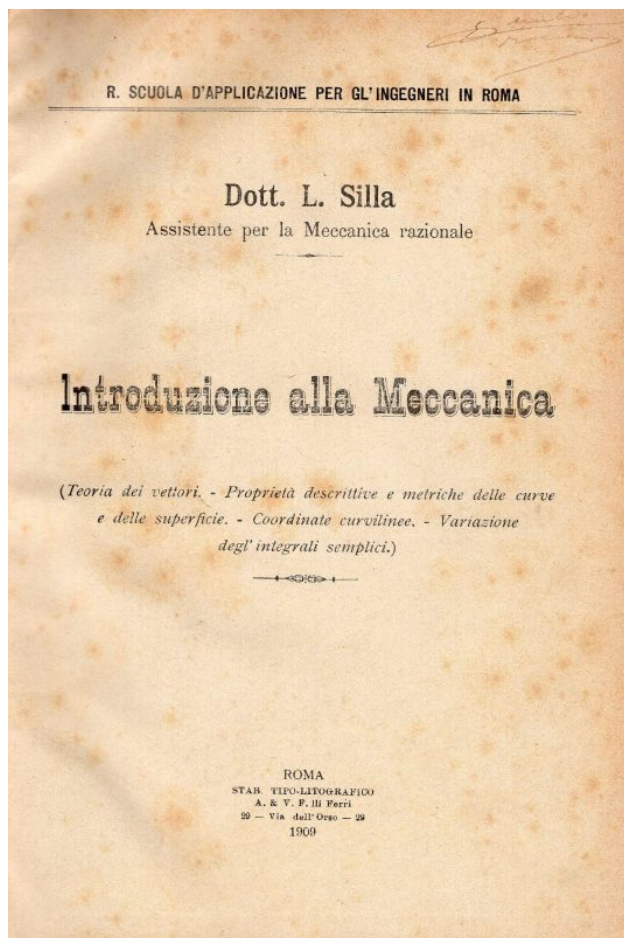 R. SCUOLA D'APPLICAZIONE PER GL'INGEGNERI IN ROMA
Dott. L. Silla
Assistente per la Meccanica razionale
Introduzione alla Meccanica
(Teoria dei vettori. - Proprietà descrittive e metriche delle curve
e delle superficie. - Coordinate curvilinee. - Variazione
degl'integrali semplici.)
ROMA
STAB. TIPO-LITOGRAFICO
A. & V. F.lli Ferri
29 — Via dell'Orso — 29
1909